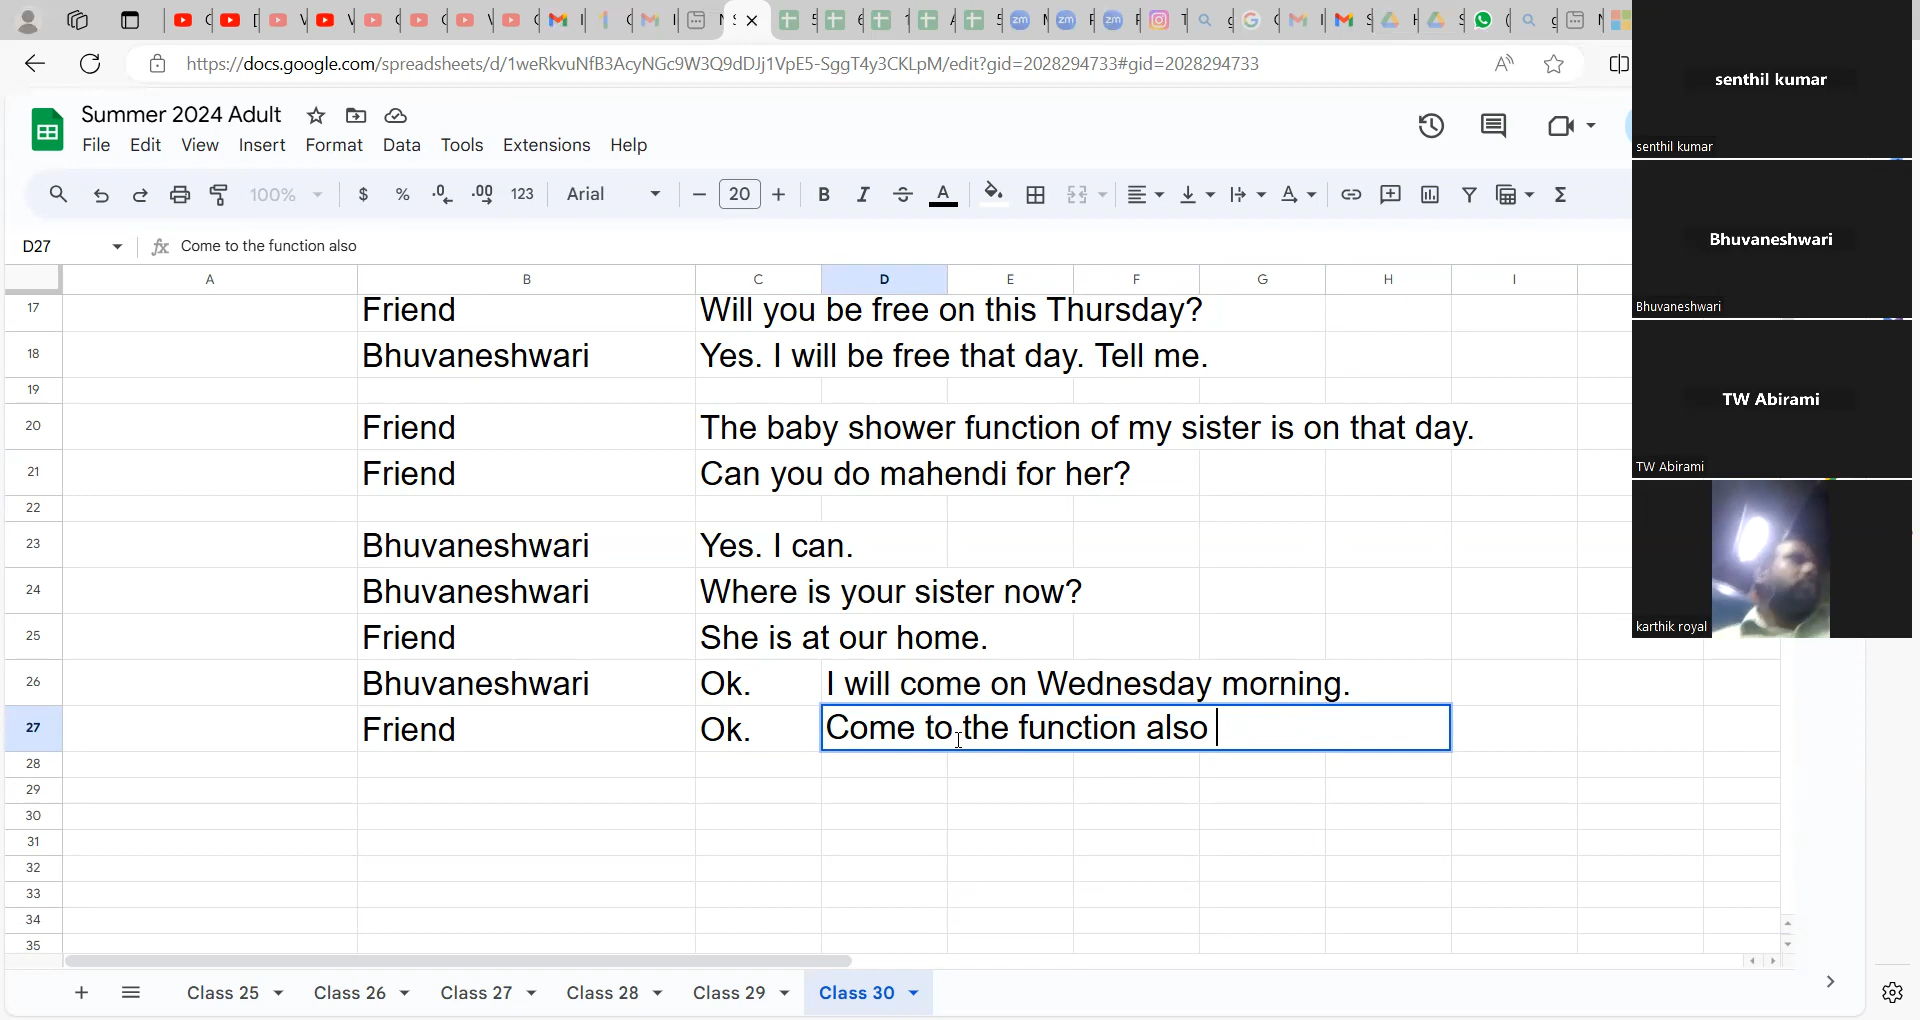 https://docs.google.com/spreadsheets/d/1weRkvuNfB3AcyNGc9W3Q9dDJj1VpE5-SggT4y3CKLpM/edit?gid=2028294733#gid=2028294733
Summer 2024 Adult
File Edit View Insert Format Data Tools Extensions Help
100% $ % .0 .00 123 Arial 20 B I A
D27 fx Come to the function also
A B C D E F G H I
17 Friend Will you be free on this Thursday?
18 Bhuvaneshwari Yes. I will be free that day. Tell me.
19
20 Friend The baby shower function of my sister is on that day.
21 Friend Can you do mahendi for her?
22
23 Bhuvaneshwari Yes. I can.
24 Bhuvaneshwari Where is your sister now?
25 Friend She is at our home.
26 Bhuvaneshwari Ok. I will come on Wednesday morning.
27 Friend Ok. Come to the function also
28
29
30
31
32
33
34
35
Class 25 Class 26 Class 27 Class 28 Class 29 Class 30
senthil kumar
senthil kumar
Bhuvaneshwari
Bhuvaneshwari
TW Abirami
TW Abirami
karthik royal